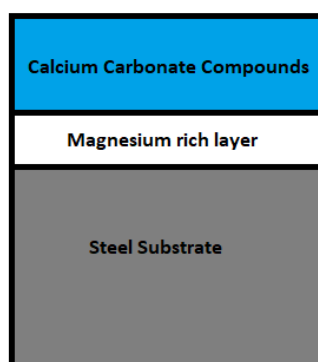 Calcium Carbonate Compounds
Magnesium rich layer
Steel Substrate